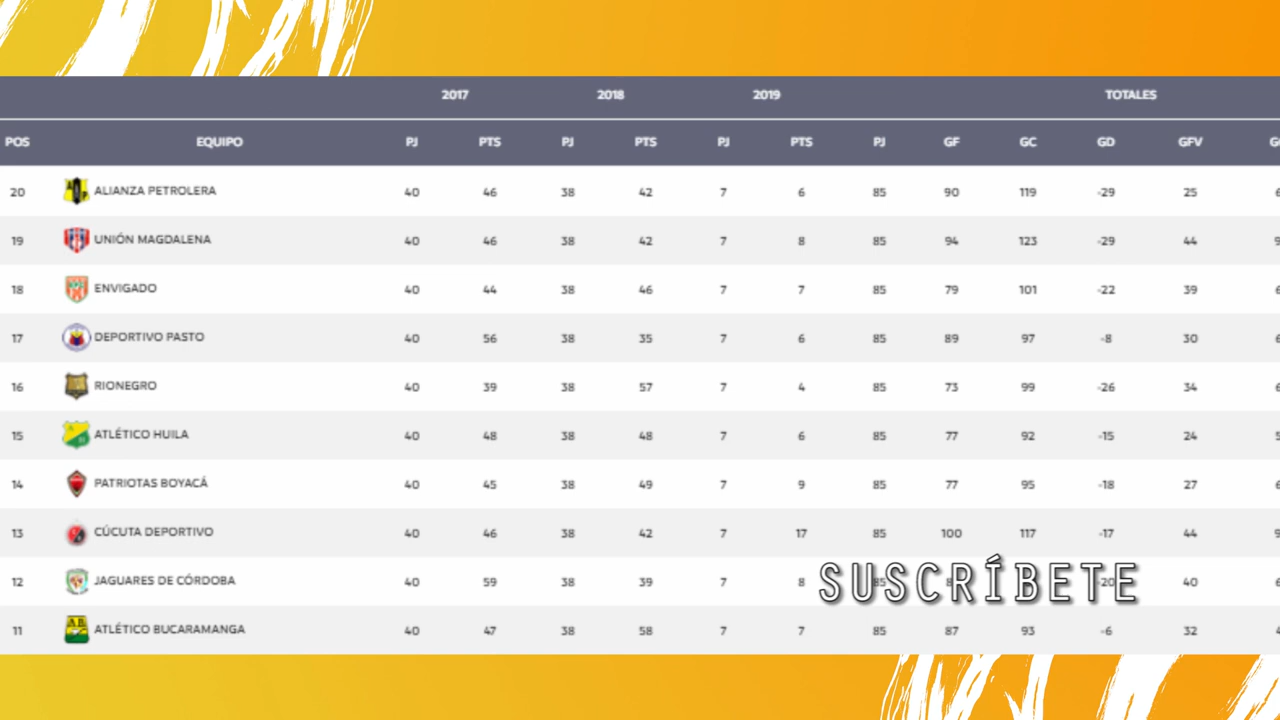 2017 2018 2019 TOTALES
POS EQUIPO PJ PTS PJ PTS PJ PTS PJ GF GC GD GFV
20 ALIANZA PETROLERA 40 46 38 42 7 6 85 90 119 -29 25
19 UNIÓN MAGDALENA 40 46 38 42 7 8 85 94 123 -29 44
18 ENVIGADO 40 44 38 46 7 7 85 79 101 -22 39
17 DEPORTIVO PASTO 40 56 38 35 7 6 85 89 97 -8 30
16 RIONEGRO 40 39 38 57 7 4 85 73 99 -26 34
15 ATLÉTICO HUILA 40 48 38 48 7 6 85 77 92 -15 24
14 PATRIOTAS BOYACÁ 40 45 38 49 7 9 85 77 95 -18 27
13 CÚCUTA DEPORTIVO 40 46 38 42 7 17 85 100 117 -17 44
12 JAGUARES DE CÓRDOBA 40 59 38 39 7 8 85 -20 40
SUSCRÍBETE
11 ATLÉTICO BUCARAMANGA 40 47 38 58 7 7 85 87 93 -6 32